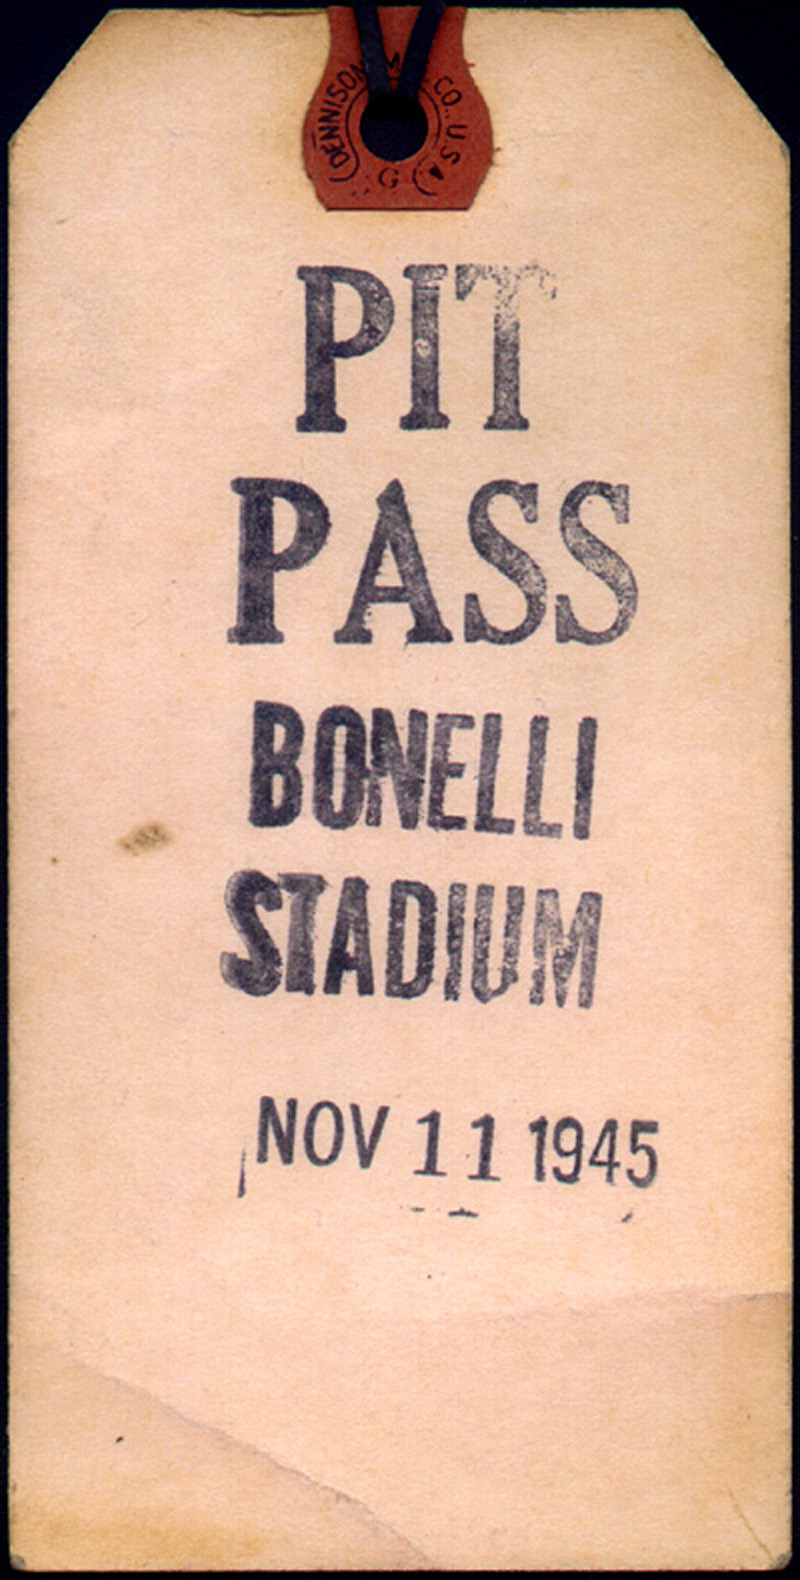 (DENNISON M CO., U.S.A.)
G
PIT
PASS
BONELLI
STADIUM
NOV 11 1945